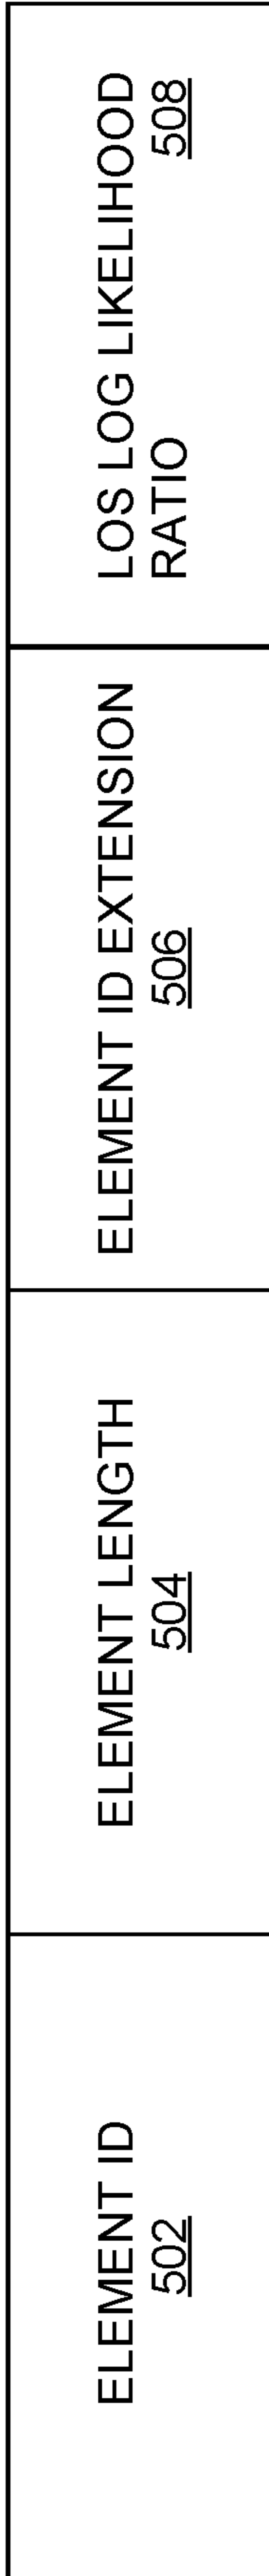 ELEMENT ID
502
ELEMENT LENGTH
504
ELEMENT ID EXTENSION
506
LOS LOG LIKELIHOOD
RATIO
508